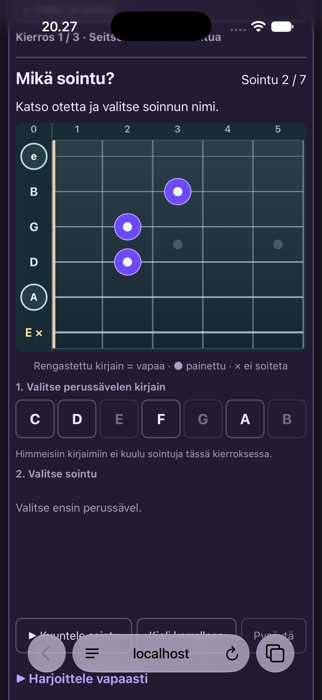 20.27
Kierros 1 / 3 · 
Mikä sointu?
Sointu 2 / 7
Katso otetta ja valitse soinnun nimi.
0 1 2 3 4 5
e
B
G
D
A
E ×
Rengastettu kirjain = vapaa · ● painettu · × ei soiteta
1. Valitse perussävelen kirjain
C D E F G A B
Himmeisiin kirjaimiin ei kuulu sointuja tässä kierroksessa.
2. Valitse sointu
Valitse ensin perussävel.
localhost
▶ Harjoittele vapaasti